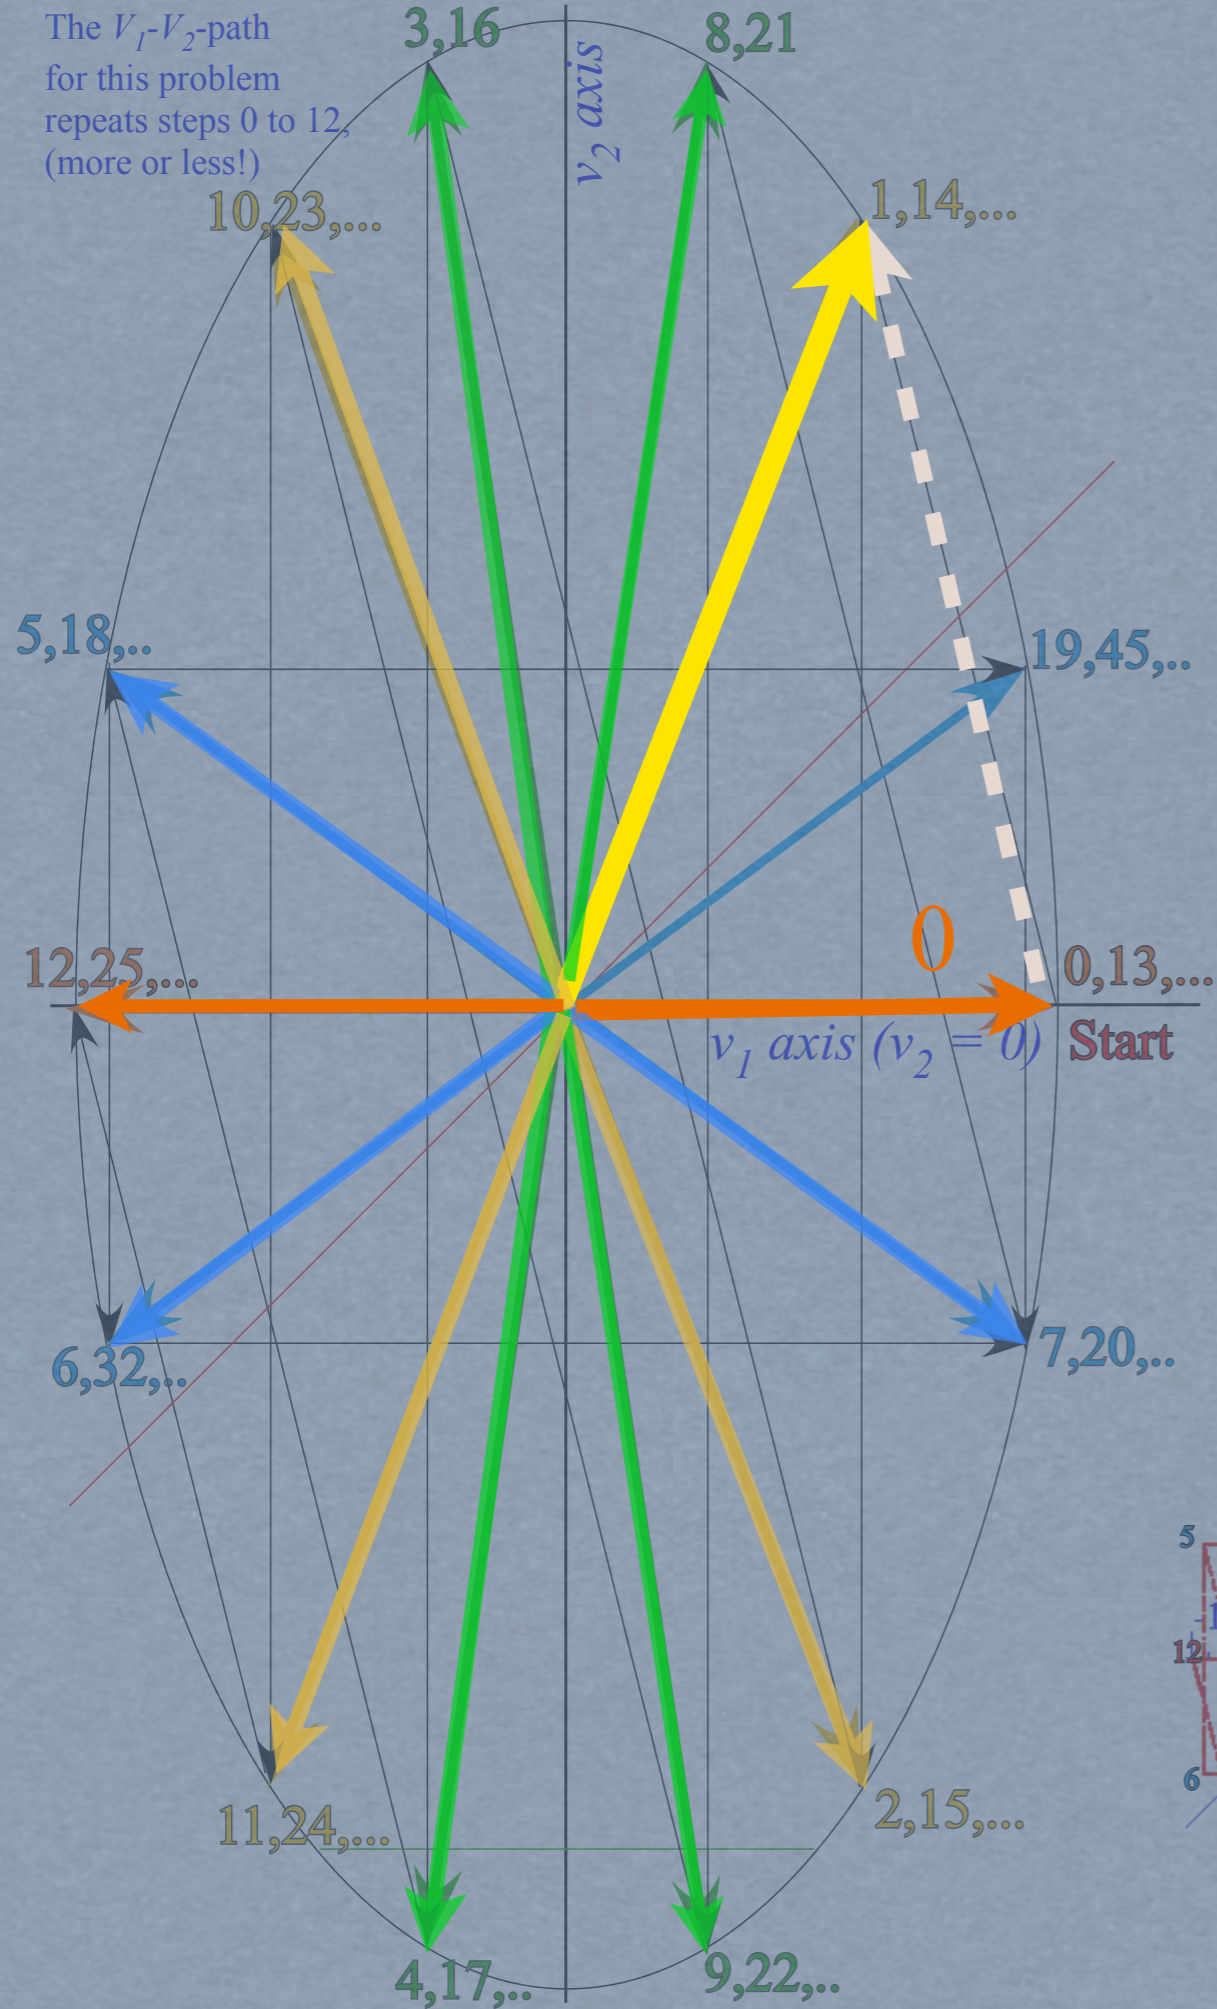 The V1-V2-path
for this problem
repeats steps 0 to 12,
(more or less!)
3,16
8,21
v2 axis
10,23,...
1,14,...
5,18,..
19,45,..
12,25,...
0
0,13,...
v1 axis (v2 = 0)
Start
6,32,..
7,20,..
5
-1
12
6
11,24,...
2,15,...
4,17,..
9,22,..